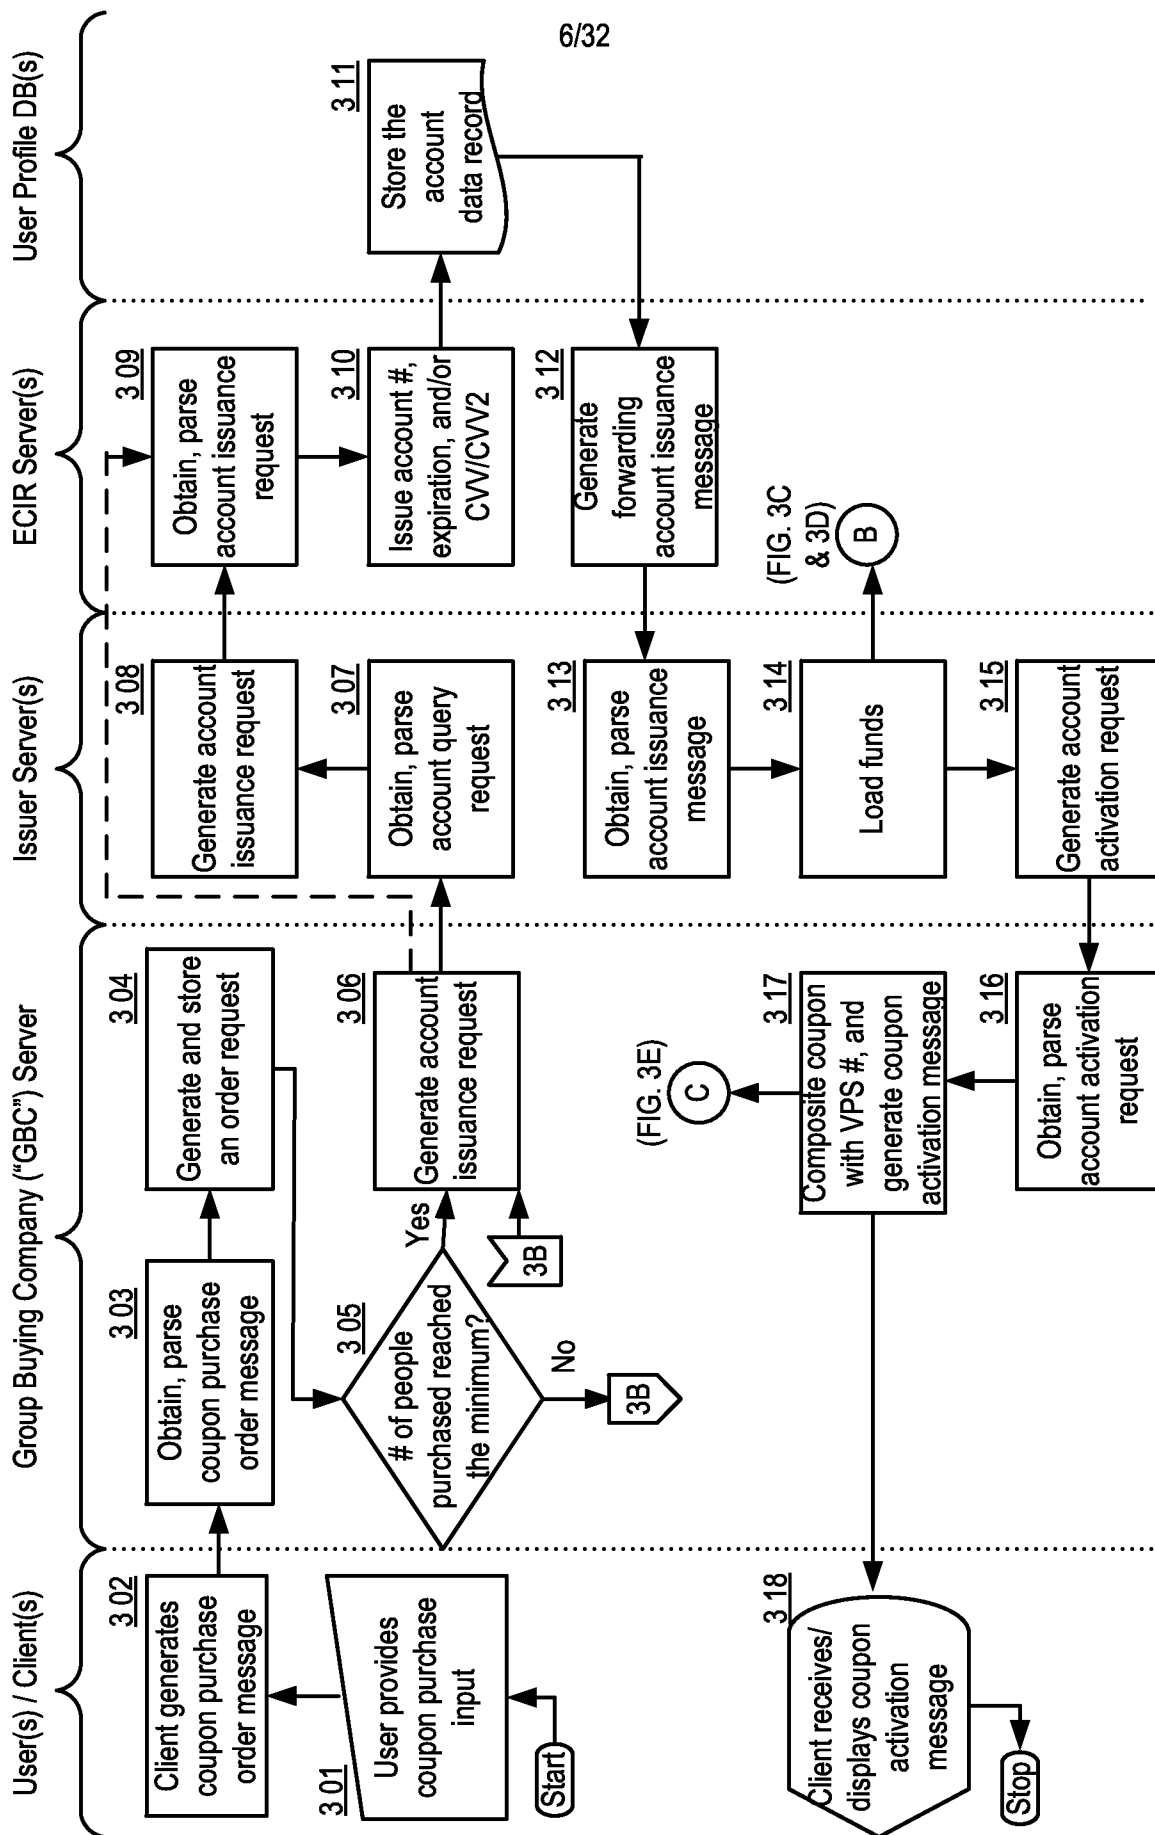 6/32
User(s) / Client(s)
Group Buying Company (“GBC”) Server
Issuer Server(s)
ECIR Server(s)
User Profile DB(s)
3 02
Client generates
coupon purchase
order message
3 01
User provides
coupon purchase
input
Start
3 03
Obtain, parse
coupon purchase
order message
3 04
Generate and store
an order request
3 05
# of people
purchased reached
the minimum?
Yes
No
3B
3B
3 06
Generate account
issuance request
3 07
Obtain, parse
account query
request
3 08
Generate account
issuance request
3 09
Obtain, parse
account issuance
request
3 10
Issue account #,
expiration, and/or
CVV/CVV2
3 11
Store the
account
data record
3 12
Generate
forwarding
account issuance
message
3 13
Obtain, parse
account issuance
message
3 14
Load funds
(FIG. 3C
& 3D)
B
3 15
Generate account
activation request
3 16
Obtain, parse
account activation
request
3 17
Composite coupon
with VPS #, and
generate coupon
activation message
(FIG. 3E)
C
3 18
Client receives/
displays coupon
activation
message
Stop